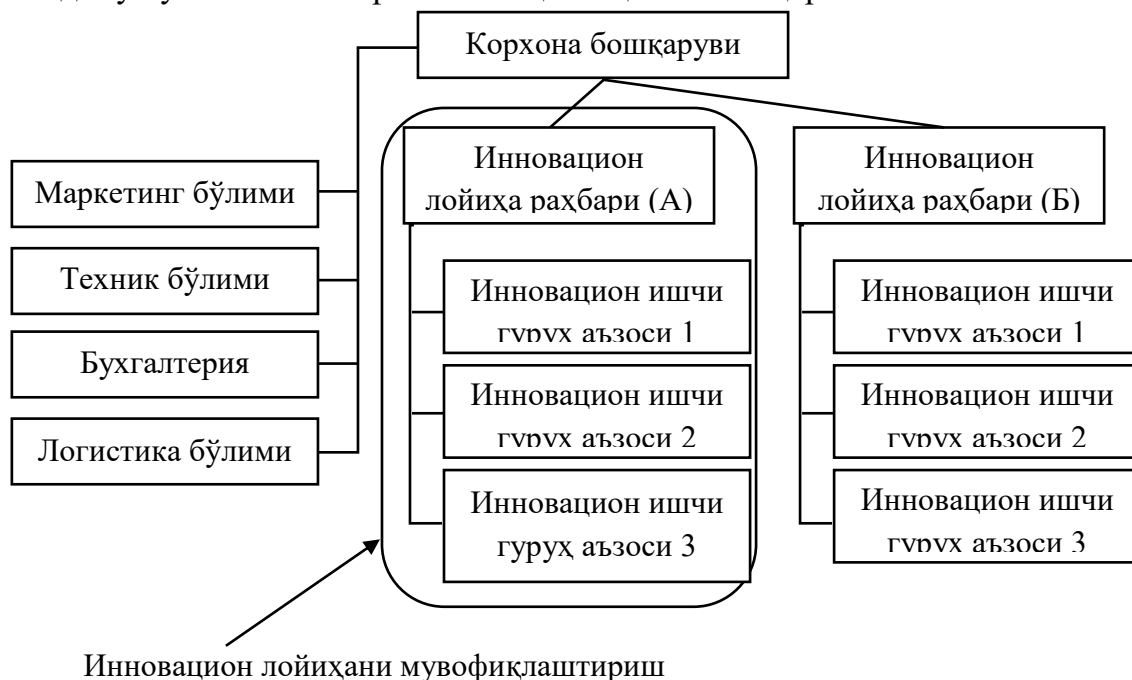 Корхона бошқаруви
Инновацион
лойиҳа раҳбари (А)
Инновацион
лойиҳа раҳбари (Б)
Маркетинг бўлими
Техник бўлими
Бухгалтерия
Логистика бўлими
Инновацион ишчи
гуруҳ аъзоси 1
Инновацион ишчи
гуруҳ аъзоси 2
Инновацион ишчи
гуруҳ аъзоси 3
Инновацион ишчи
гуруҳ аъзоси 1
Инновацион ишчи
гуруҳ аъзоси 2
Инновацион ишчи
гуруҳ аъзоси 3
Инновацион лойиҳани мувофиқлаштириш